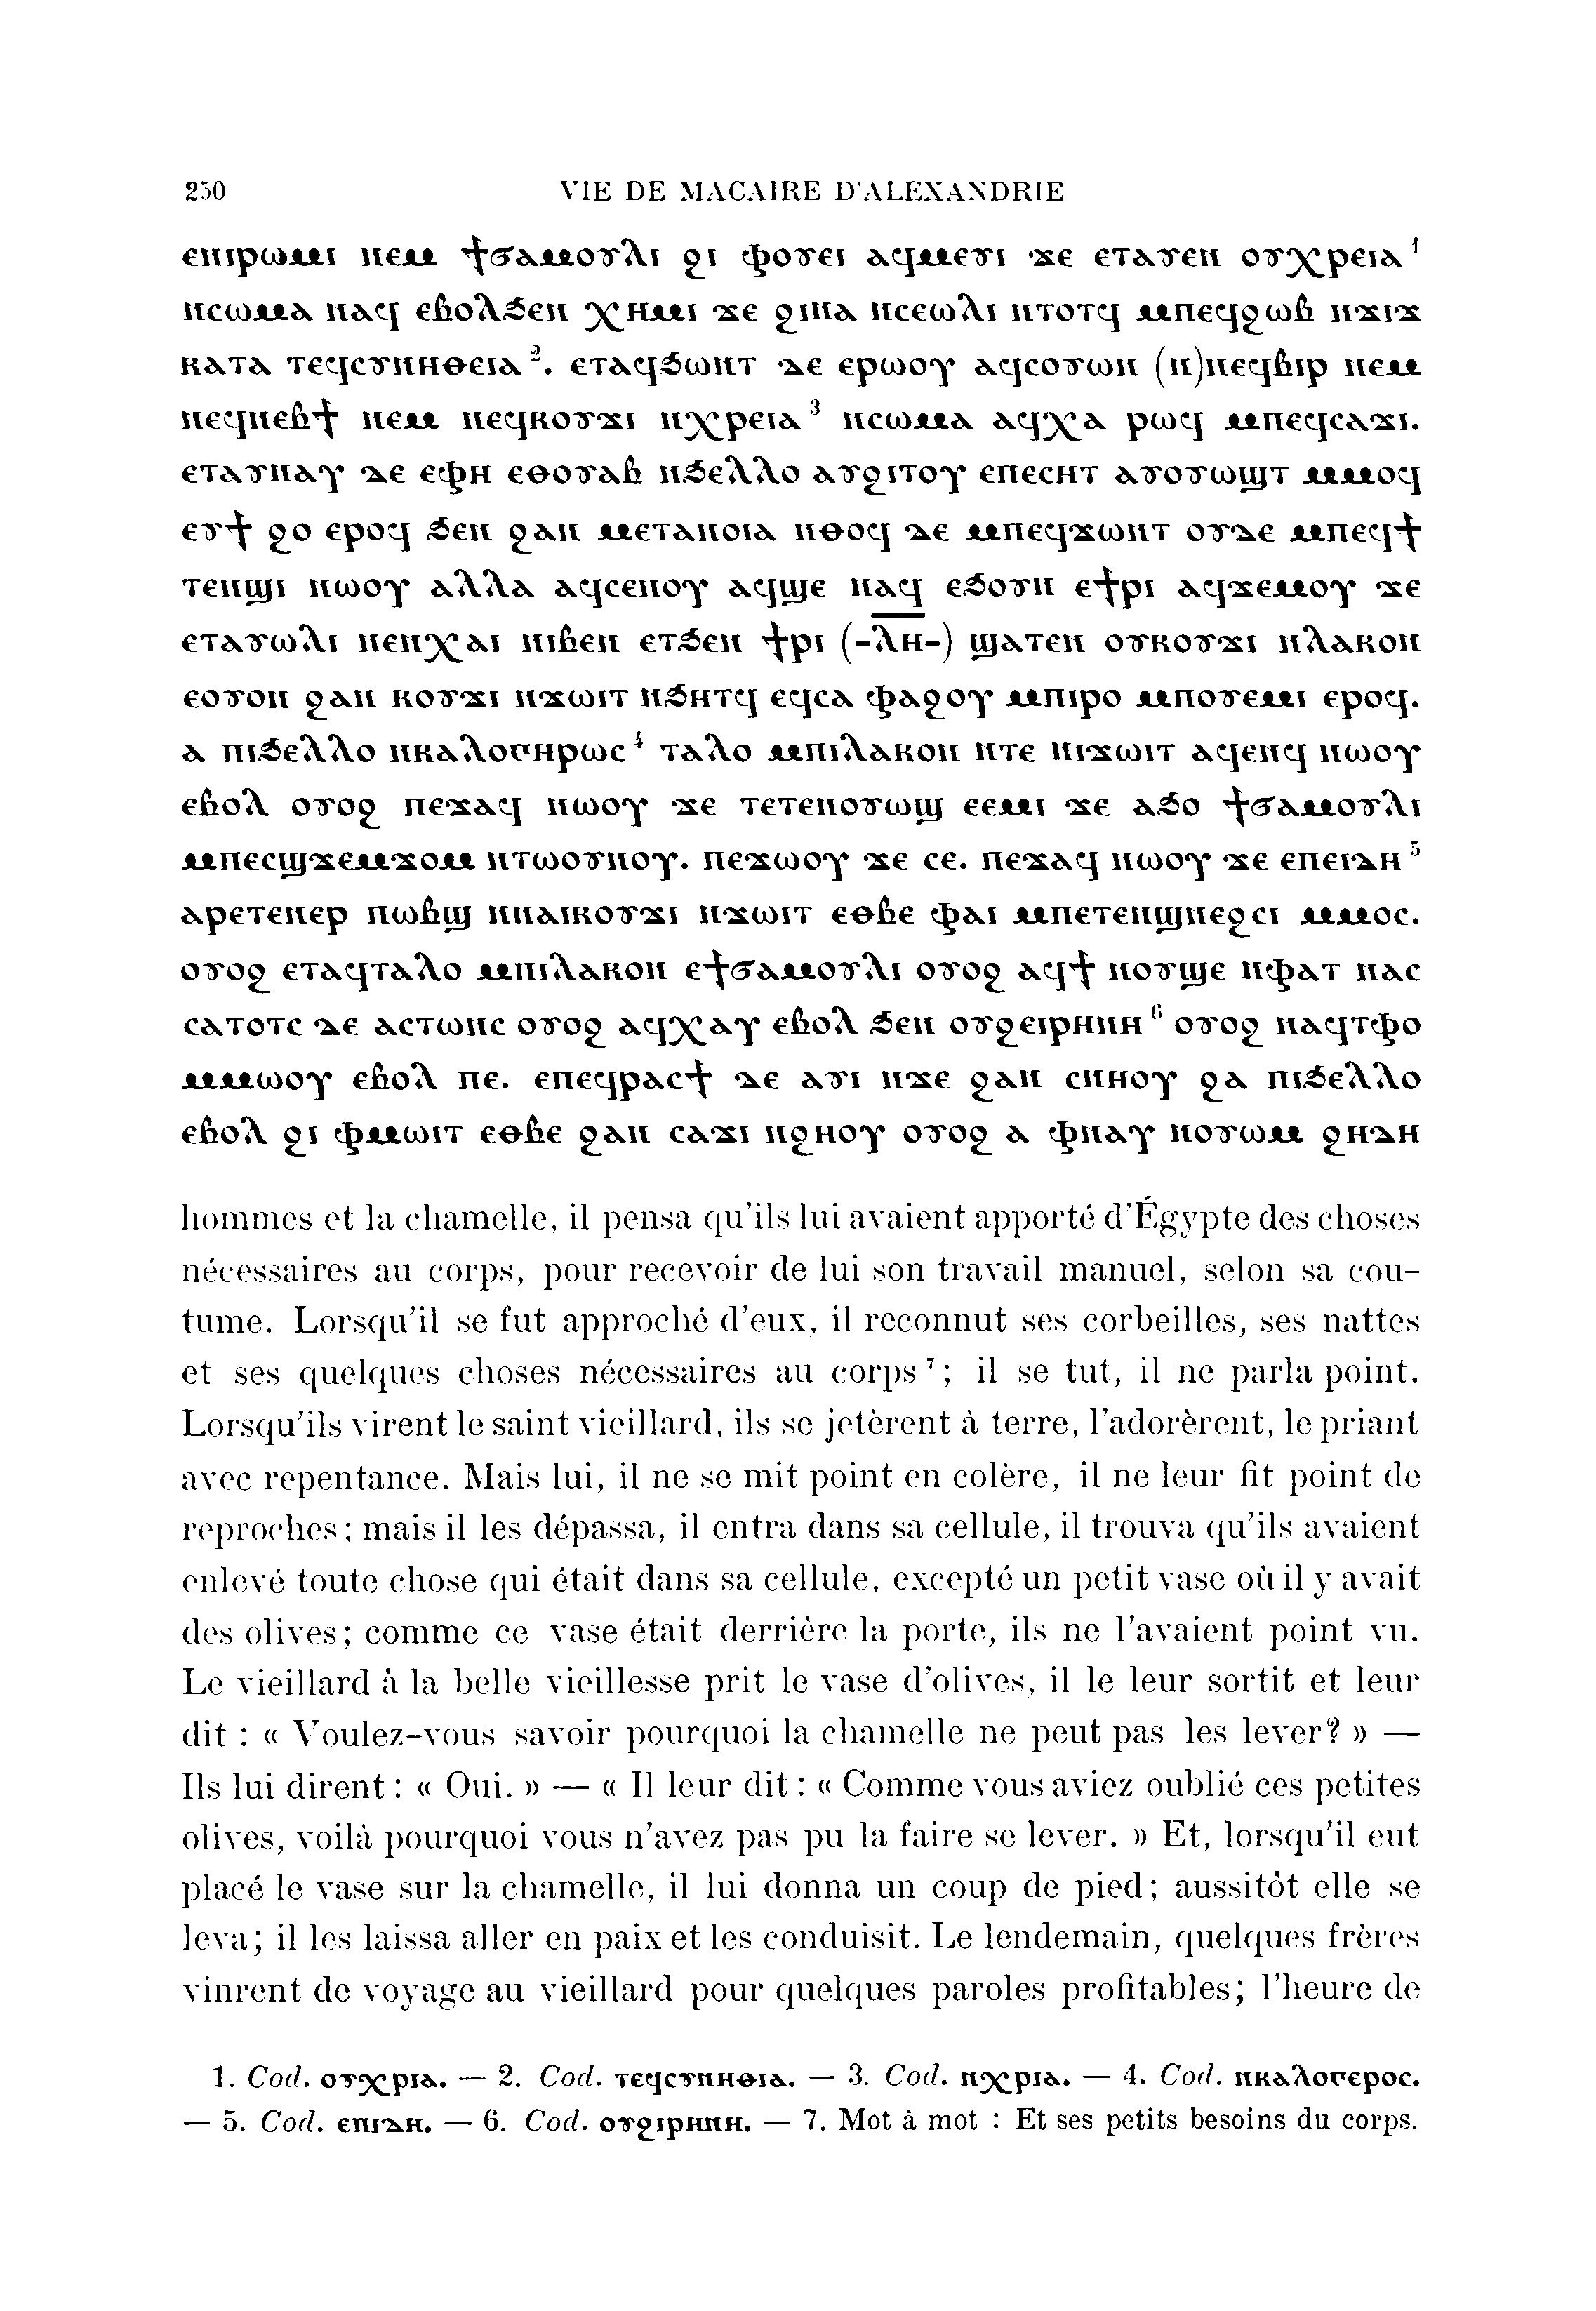 250 VIE DE MACAIRE D'ALEXANDRIE
ⲉⲛⲓⲣⲱⲙⲓ ⲛⲉⲙ ϯϭⲁⲙⲟⲩⲗⲓ ϩⲓ ⲫⲟⲩⲉⲓ ⲁϥⲙⲉⲩⲓ ϫⲉ ⲉⲧⲁⲩⲉⲛ ⲟⲩⲭⲣⲉⲓⲁ ¹
ⲛⲥⲱⲙⲁ ⲛⲁϥ ⲉⲃⲟⲗϧⲉⲛ ⲭⲏⲙⲓ ϫⲉ ϩⲓⲛⲁ ⲛⲥⲉⲱⲗⲓ ⲛⲧⲟⲧϥ ⲙⲡⲉϥϩⲱⲃ ⲛϫⲓϫ
ⲕⲁⲧⲁ ⲧⲉϥⲥⲩⲛⲏⲑⲉⲓⲁ ². ⲉⲧⲁϥϧⲱⲛⲧ ⲇⲉ ⲉⲣⲱⲟⲩ ⲁϥⲥⲟⲩⲱⲛ (ⲛ)ⲛⲉϥⲃⲓⲣ ⲛⲉⲙ
ⲛⲉϥⲛⲉⲃϯ ⲛⲉⲙ ⲛⲉϥⲕⲟⲩϫⲓ ⲛⲭⲣⲉⲓⲁ ³ ⲛⲥⲱⲙⲁ ⲁϥⲭⲁ ⲣⲱϥ ⲙⲡⲉϥⲥⲁϫⲓ.
ⲉⲧⲁⲩⲛⲁⲩ ⲇⲉ ⲉⲫⲏ ⲉⲑⲟⲩⲁⲃ ⲛϧⲉⲗⲗⲟ ⲁⲩϩⲓⲧⲟⲩ ⲉⲡⲉⲥⲏⲧ ⲁⲩⲟⲩⲱϣⲧ ⲙⲙⲟϥ
ⲉⲩϯ ϩⲟ ⲉⲣⲟϥ ϧⲉⲛ ϩⲁⲛ ⲙⲉⲧⲁⲛⲟⲓⲁ ⲛⲑⲟϥ ⲇⲉ ⲙⲡⲉϥϫⲱⲛⲧ ⲟⲩⲇⲉ ⲙⲡⲉϥϯ
ⲧⲉⲛϣⲓ ⲛⲱⲟⲩ ⲁⲗⲗⲁ ⲁϥⲥⲉⲛⲟⲩ ⲁϥϣⲉ ⲛⲁϥ ⲉϧⲟⲩⲛ ⲉϯⲣⲓ ⲁϥϫⲉⲙⲟⲩ ϫⲉ
ⲉⲧⲁⲩⲱⲗⲓ ⲛⲉⲛⲭⲁⲓ ⲛⲓⲃⲉⲛ ⲉⲧϧⲉⲛ ϯⲣⲓ (-ⲗ̅ⲏ̅-) ϣⲁⲧⲉⲛ ⲟⲩⲕⲟⲩϫⲓ ⲛⲗⲁⲕⲟⲛ
ⲉⲟⲩⲟⲛ ϩⲁⲛ ⲕⲟⲩϫⲓ ⲛϫⲱⲓⲧ ⲛϧⲏⲧϥ ⲉϥⲥⲁ ⲫⲁϩⲟⲩ ⲙⲡⲓⲣⲟ ⲙⲡⲟⲩⲉⲙⲓ ⲉⲣⲟϥ.
ⲁ ⲡⲓϧⲉⲗⲗⲟ ⲛⲕⲁⲗⲟⲅⲏⲣⲱⲥ ⁴ ⲧⲁⲗⲟ ⲙⲡⲓⲗⲁⲕⲟⲛ ⲛⲧⲉ ⲛⲓϫⲱⲓⲧ ⲁϥⲉⲛϥ ⲛⲱⲟⲩ
ⲉⲃⲟⲗ ⲟⲩⲟϩ ⲡⲉϫⲁϥ ⲛⲱⲟⲩ ϫⲉ ⲧⲉⲧⲉⲛⲟⲩⲱϣ ⲉⲉⲙⲓ ϫⲉ ⲁϧⲟ ϯϭⲁⲙⲟⲩⲗⲓ
ⲙⲡⲉⲥϣϫⲉⲙϫⲟⲙ ⲛⲧⲱⲟⲩⲛⲟⲩ. ⲡⲉϫⲱⲟⲩ ϫⲉ ⲥⲉ. ⲡⲉϫⲁϥ ⲛⲱⲟⲩ ϫⲉ ⲉⲡⲉⲓⲇⲏ ⁵
ⲁⲣⲉⲧⲉⲛⲉⲣ ⲡⲱⲃϣ ⲛⲛⲁⲓⲕⲟⲩϫⲓ ⲛϫⲱⲓⲧ ⲉⲑⲃⲉ ⲫⲁⲓ ⲙⲡⲉⲧⲉⲛϣⲛⲉϩⲥⲓ ⲙⲙⲟⲥ.
ⲟⲩⲟϩ ⲉⲧⲁϥⲧⲁⲗⲟ ⲙⲡⲓⲗⲁⲕⲟⲛ ⲉϯϭⲁⲙⲟⲩⲗⲓ ⲟⲩⲟϩ ⲁϥϯ ⲛⲟⲩϣⲉ ⲛⲫⲁⲧ ⲛⲁⲥ
ⲥⲁⲧⲟⲧⲥ ⲇⲉ ⲁⲥⲧⲱⲛⲥ ⲟⲩⲟϩ ⲁϥⲭⲁⲩ ⲉⲃⲟⲗ ϧⲉⲛ ⲟⲩϩⲉⲓⲣⲏⲛⲏ ⁶ ⲟⲩⲟϩ ⲛⲁϥⲧⲫⲟ
ⲙⲙⲱⲟⲩ ⲉⲃⲟⲗ ⲡⲉ. ⲉⲡⲉϥⲣⲁⲥϯ ⲇⲉ ⲁⲩⲓ ⲛϫⲉ ϩⲁⲛ ⲥⲛⲏⲟⲩ ϩⲁ ⲡⲓϧⲉⲗⲗⲟ
ⲉⲃⲟⲗ ϩⲓ ⲫⲙⲱⲓⲧ ⲉⲑⲃⲉ ϩⲁⲛ ⲥⲁϫⲓ ⲛϩⲏⲟⲩ ⲟⲩⲟϩ ⲁ ⲫⲛⲁⲩ ⲛⲟⲩⲱⲙ ϩⲏⲇⲏ
hommes et la chamelle, il pensa qu'ils lui avaient apporté d'Égypte des choses
nécessaires au corps, pour recevoir de lui son travail manuel, selon sa cou-
tume. Lorsqu'il se fut approché d'eux, il reconnut ses corbeilles, ses nattes
et ses quelques choses nécessaires au corps ⁷; il se tut, il ne parla point.
Lorsqu'ils virent le saint vieillard, ils se jetèrent à terre, l'adorèrent, le priant
avec repentance. Mais lui, il ne se mit point en colère, il ne leur fit point de
reproches; mais il les dépassa, il entra dans sa cellule, il trouva qu'ils avaient
enlevé toute chose qui était dans sa cellule, excepté un petit vase où il y avait
des olives; comme ce vase était derrière la porte, ils ne l'avaient point vu.
Le vieillard à la belle vieillesse prit le vase d'olives, il le leur sortit et leur
dit : « Voulez-vous savoir pourquoi la chamelle ne peut pas les lever? » —
Ils lui dirent : « Oui. » — « Il leur dit : « Comme vous aviez oublié ces petites
olives, voilà pourquoi vous n'avez pas pu la faire se lever. » Et, lorsqu'il eut
placé le vase sur la chamelle, il lui donna un coup de pied; aussitôt elle se
leva; il les laissa aller en paix et les conduisit. Le lendemain, quelques frères
vinrent de voyage au vieillard pour quelques paroles profitables; l'heure de
1. Cod. ⲟⲩⲭⲣⲓⲁ. — 2. Cod. ⲧⲉϥⲥⲩⲛⲏⲑⲓⲁ. — 3. Cod. ⲛⲭⲣⲓⲁ. — 4. Cod. ⲛⲕⲁⲗⲟⲅⲉⲣⲟⲥ.
— 5. Cod. ⲉⲡⲓⲇⲏ. — 6. Cod. ⲟⲩϩⲓⲣⲏⲛⲏ. — 7. Mot à mot : Et ses petits besoins du corps.